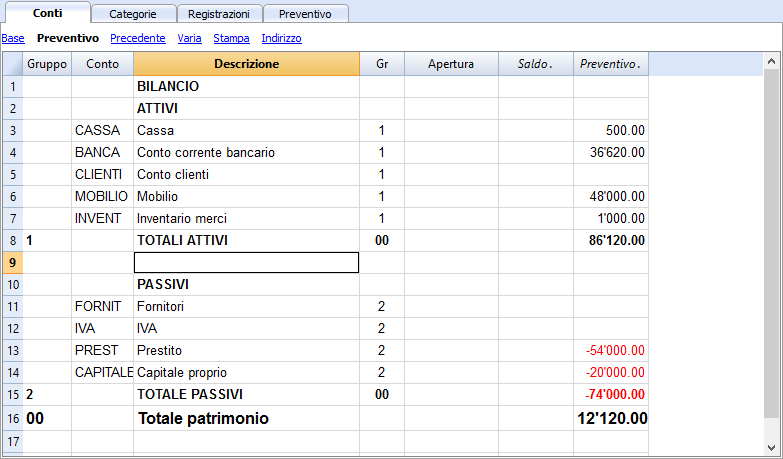 Conti Categorie Registrazioni Preventivo
Base Preventivo Precedente Varia Stampa Indirizzo
Gruppo Conto Descrizione Gr Apertura Saldo. Preventivo.
1 BILANCIO
2 ATTIVI
3 CASSA Cassa 1 500.00
4 BANCA Conto corrente bancario 1 36'620.00
5 CLIENTI Conto clienti 1
6 MOBILIO Mobilio 1 48'000.00
7 INVENT Inventario merci 1 1'000.00
8 1 TOTALI ATTIVI 00 86'120.00
9
10 PASSIVI
11 FORNIT Fornitori 2
12 IVA IVA 2
13 PREST Prestito 2 -54'000.00
14 CAPITALE Capitale proprio 2 -20'000.00
15 2 TOTALE PASSIVI 00 -74'000.00
16 00 Totale patrimonio 12'120.00
17